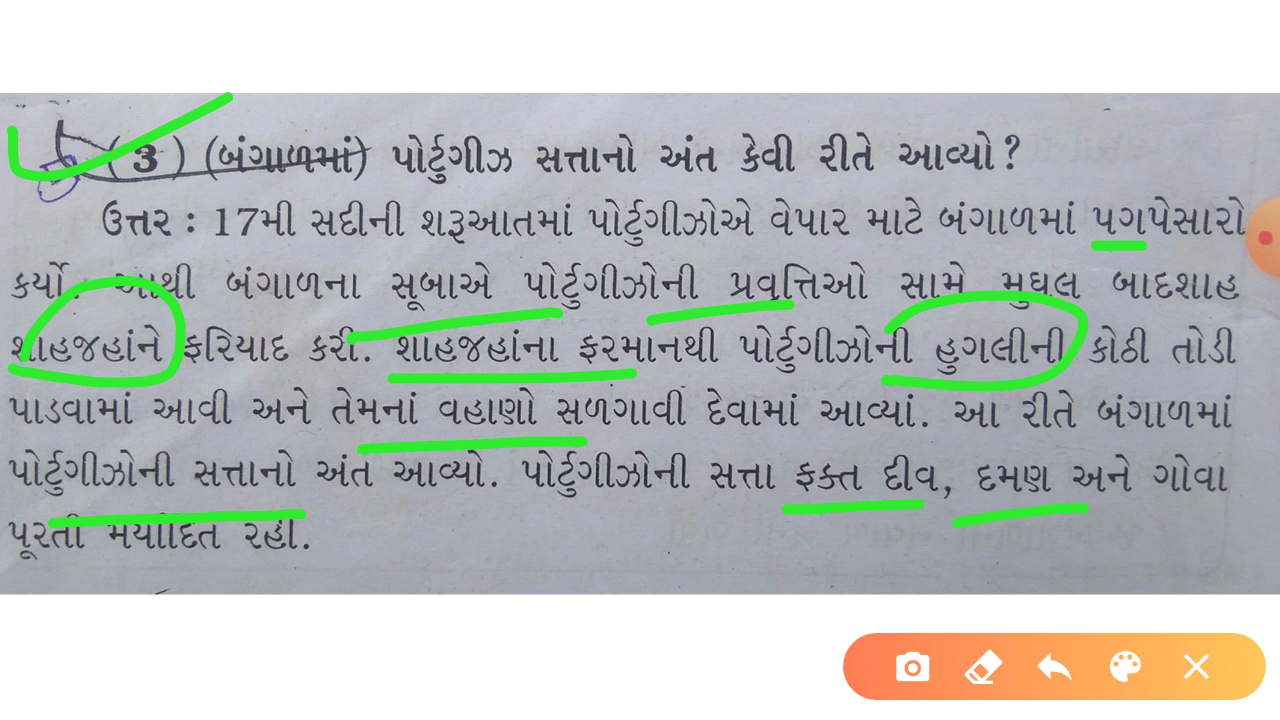 (3) (બંગાળમાં) પોર્ટુગીઝ સત્તાનો અંત કેવી રીતે આવ્યો?
ઉત્તર : 17મી સદીની શરૂઆતમાં પોર્ટુગીઝોએ વેપાર માટે બંગાળમાં પગપેસારો
કર્યો. આથી બંગાળના સૂબાએ પોર્ટુગીઝોની પ્રવૃત્તિઓ સામે મુઘલ બાદશાહ
શાહજહાંને ફરિયાદ કરી. શાહજહાંના ફરમાનથી પોર્ટુગીઝોની હુગલીની કોઠી તોડી
પાડવામાં આવી અને તેમનાં વહાણો સળગાવી દેવામાં આવ્યાં. આ રીતે બંગાળમાં
પોર્ટુગીઝોની સત્તાનો અંત આવ્યો. પોર્ટુગીઝોની સત્તા ફક્ત દીવ, દમણ અને ગોવા
પૂરતી મર્યાદિત રહી.